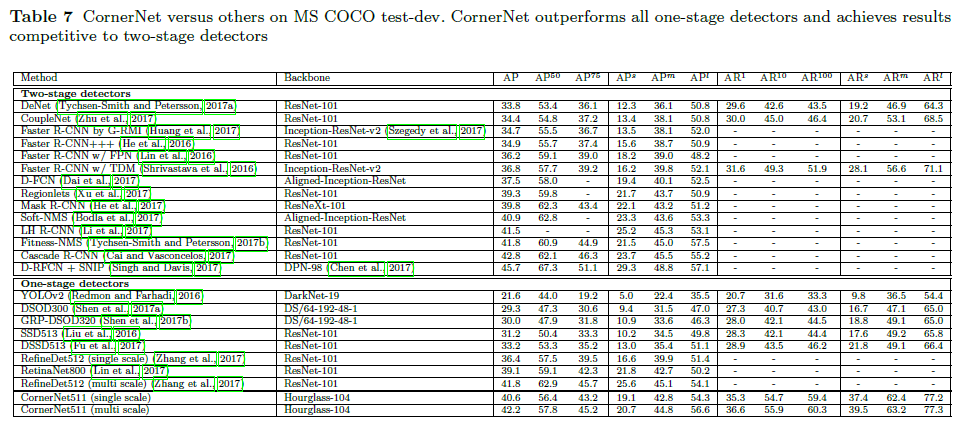 Table 7 CornerNet versus others on MS COCO test-dev. CornerNet outperforms all one-stage detectors and achieves results
competitive to two-stage detectors
Method Backbone AP AP50 AP75 APs APm APl AR1 AR10 AR100 ARs ARm ARl
Two-stage detectors
DeNet (Tychsen-Smith and Petersson, 2017a) ResNet-101 33.8 53.4 36.1 12.3 36.1 50.8 29.6 42.6 43.5 19.2 46.9 64.3
CoupleNet (Zhu et al., 2017) ResNet-101 34.4 54.8 37.2 13.4 38.1 50.8 30.0 45.0 46.4 20.7 53.1 68.5
Faster R-CNN by G-RMI (Huang et al., 2017) Inception-ResNet-v2 (Szegedy et al., 2017) 34.7 55.5 36.7 13.5 38.1 52.0 - - - - - -
Faster R-CNN+++ (He et al., 2016) ResNet-101 34.9 55.7 37.4 15.6 38.7 50.9 - - - - - -
Faster R-CNN w/ FPN (Lin et al., 2016) ResNet-101 36.2 59.1 39.0 18.2 39.0 48.2 - - - - - -
Faster R-CNN w/ TDM (Shrivastava et al., 2016) Inception-ResNet-v2 36.8 57.7 39.2 16.2 39.8 52.1 31.6 49.3 51.9 28.1 56.6 71.1
D-FCN (Dai et al., 2017) Aligned-Inception-ResNet 37.5 58.0 - 19.4 40.1 52.5 - - - - - -
Regionlets (Xu et al., 2017) ResNet-101 39.3 59.8 - 21.7 43.7 50.9 - - - - - -
Mask R-CNN (He et al., 2017) ResNeXt-101 39.8 62.3 43.4 22.1 43.2 51.2 - - - - - -
Soft-NMS (Bodla et al., 2017) Aligned-Inception-ResNet 40.9 62.8 - 23.3 43.6 53.3 - - - - - -
LH R-CNN (Li et al., 2017) ResNet-101 41.5 - - 25.2 45.3 53.1 - - - - - -
Fitness-NMS (Tychsen-Smith and Petersson, 2017b) ResNet-101 41.8 60.9 44.9 21.5 45.0 57.5 - - - - - -
Cascade R-CNN (Cai and Vasconcelos, 2017) ResNet-101 42.8 62.1 46.3 23.7 45.5 55.2 - - - - - -
D-RFCN + SNIP (Singh and Davis, 2017) DPN-98 (Chen et al., 2017) 45.7 67.3 51.1 29.3 48.8 57.1 - - - - - -
One-stage detectors
YOLOv2 (Redmon and Farhadi, 2016) DarkNet-19 21.6 44.0 19.2 5.0 22.4 35.5 20.7 31.6 33.3 9.8 36.5 54.4
DSOD300 (Shen et al., 2017a) DS/64-192-48-1 29.3 47.3 30.6 9.4 31.5 47.0 27.3 40.7 43.0 16.7 47.1 65.0
GRP-DSOD320 (Shen et al., 2017b) DS/64-192-48-1 30.0 47.9 31.8 10.9 33.6 46.3 28.0 42.1 44.5 18.8 49.1 65.0
SSD513 (Liu et al., 2016) ResNet-101 31.2 50.4 33.3 10.2 34.5 49.8 28.3 42.1 44.4 17.6 49.2 65.8
DSSD513 (Fu et al., 2017) ResNet-101 33.2 53.3 35.2 13.0 35.4 51.1 28.9 43.5 46.2 21.8 49.1 66.4
RefineDet512 (single scale) (Zhang et al., 2017) ResNet-101 36.4 57.5 39.5 16.6 39.9 51.4 - - - - - -
RetinaNet800 (Lin et al., 2017) ResNet-101 39.1 59.1 42.3 21.8 42.7 50.2 - - - - - -
RefineDet512 (multi scale) (Zhang et al., 2017) ResNet-101 41.8 62.9 45.7 25.6 45.1 54.1 - - - - - -
CornerNet511 (single scale) Hourglass-104 40.6 56.4 43.2 19.1 42.8 54.3 35.3 54.7 59.4 37.4 62.4 77.2
CornerNet511 (multi scale) Hourglass-104 42.2 57.8 45.2 20.7 44.8 56.6 36.6 55.9 60.3 39.5 63.2 77.3